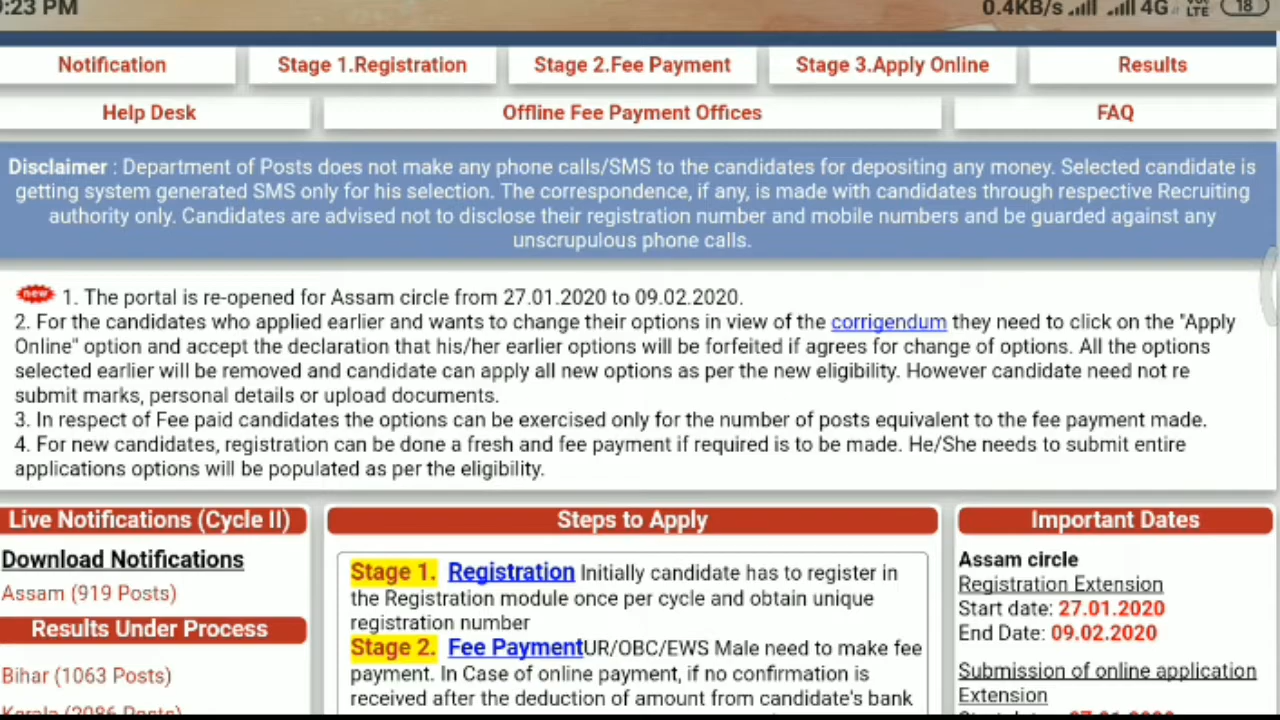 :23 PM
0.4KB/s 4G VoLTE 18
Notification
Stage 1.Registration
Stage 2.Fee Payment
Stage 3.Apply Online
Results
Help Desk
Offline Fee Payment Offices
FAQ
Disclaimer : Department of Posts does not make any phone calls/SMS to the candidates for depositing any money. Selected candidate is
getting system generated SMS only for his selection. The correspondence, if any, is made with candidates through respective Recruiting
authority only. Candidates are advised not to disclose their registration number and mobile numbers and be guarded against any
unscrupulous phone calls.
new 1. The portal is re-opened for Assam circle from 27.01.2020 to 09.02.2020.
2. For the candidates who applied earlier and wants to change their options in view of the corrigendum they need to click on the "Apply
Online" option and accept the declaration that his/her earlier options will be forfeited if agrees for change of options. All the options
selected earlier will be removed and candidate can apply all new options as per the new eligibility. However candidate need not re
submit marks, personal details or upload documents.
3. In respect of Fee paid candidates the options can be exercised only for the number of posts equivalent to the fee payment made.
4. For new candidates, registration can be done a fresh and fee payment if required is to be made. He/She needs to submit entire
applications options will be populated as per the eligibility.
Live Notifications (Cycle II)
Download Notifications
Assam (919 Posts)
Results Under Process
Bihar (1063 Posts)
Kerala (2086 Posts)
Steps to Apply
Stage 1. Registration Initially candidate has to register in
the Registration module once per cycle and obtain unique
registration number
Stage 2. Fee PaymentUR/OBC/EWS Male need to make fee
payment. In Case of online payment, if no confirmation is
received after the deduction of amount from candidate's bank
Important Dates
Assam circle
Registration Extension
Start date: 27.01.2020
End Date: 09.02.2020
Submission of online application
Extension